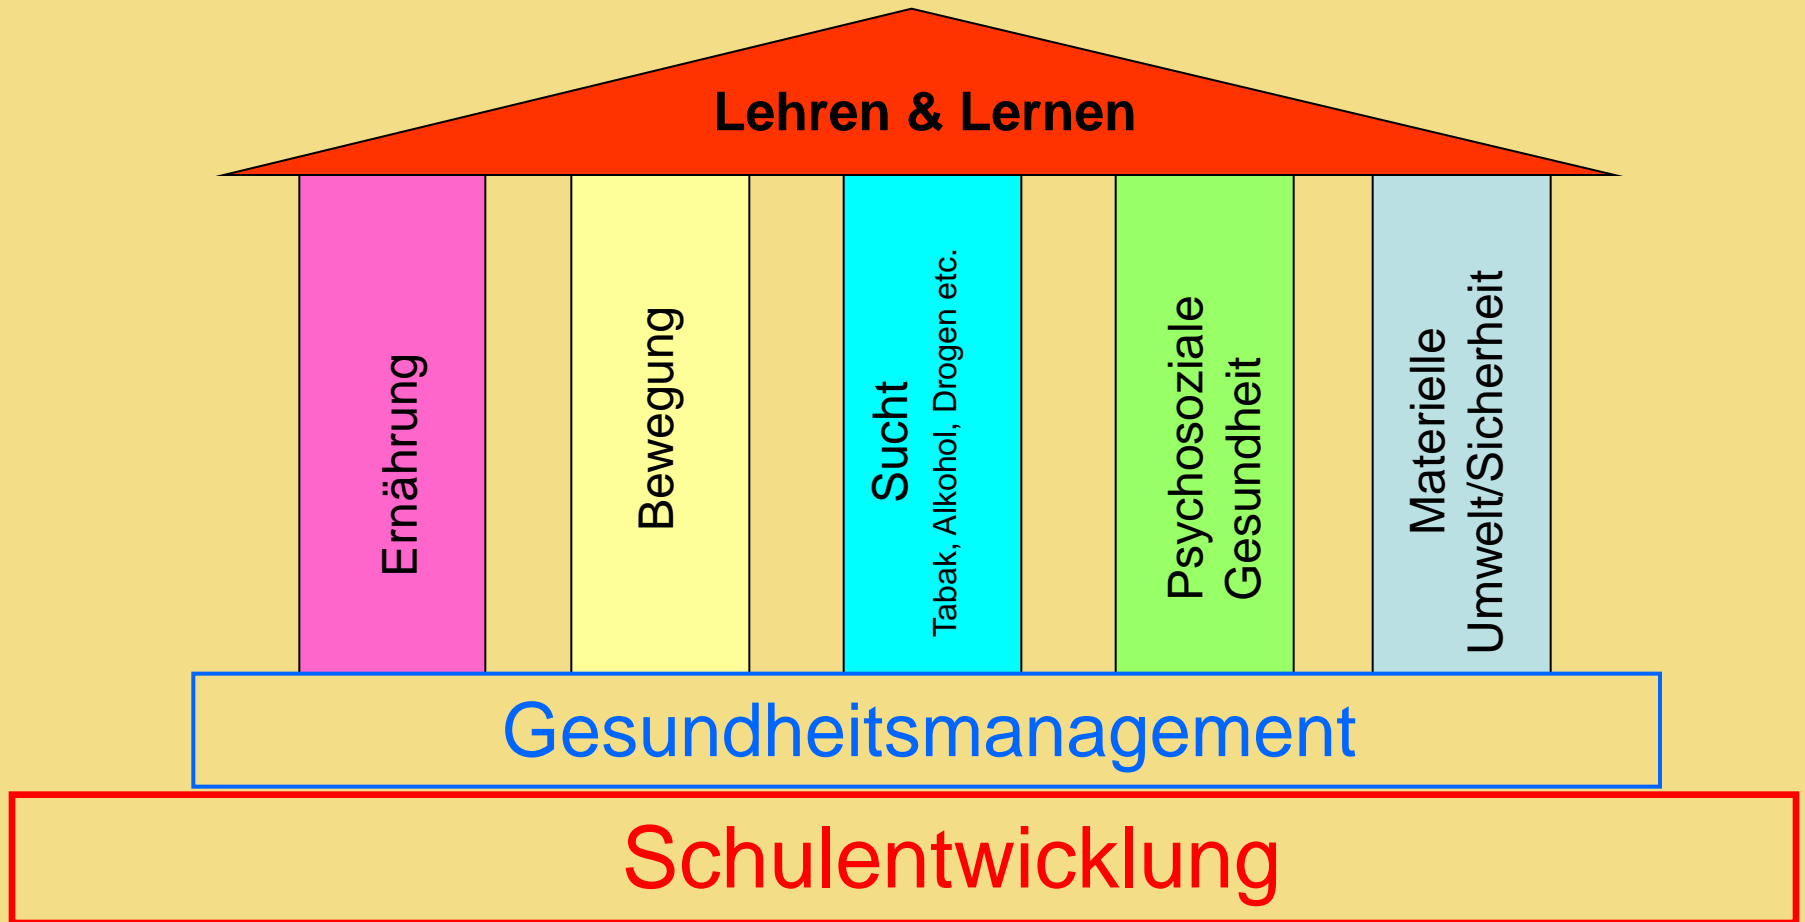 Lehren & Lernen
Ernährung
Bewegung
Sucht
Tabak, Alkohol, Drogen etc.
Psychosoziale
Gesundheit
Materielle
Umwelt/Sicherheit
Gesundheitsmanagement
Schulentwicklung